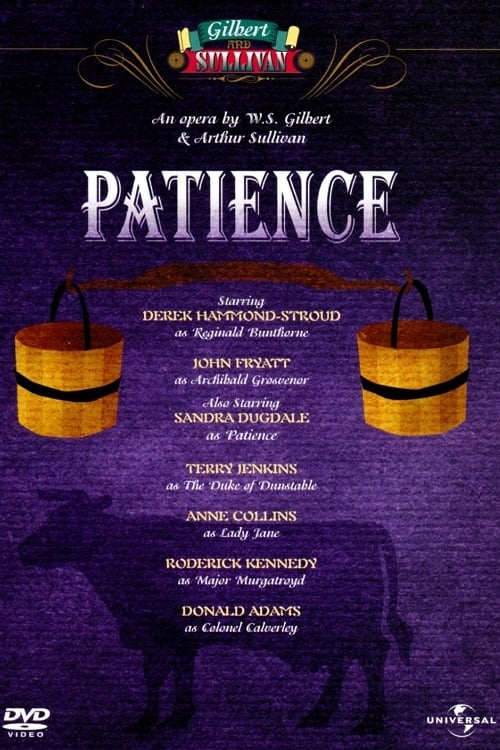 Gilbert
AND
SULLIVAN
An opera by W.S. Gilbert
& Arthur Sullivan
PATIENCE
Starring
DEREK HAMMOND-STROUD
as Reginald Bunthorne
JOHN FRYATT
as Archibald Grosvenor
Also Starring
SANDRA DUGDALE
as Patience
TERRY JENKINS
as The Duke of Dunstable
ANNE COLLINS
as Lady Jane
RODERICK KENNEDY
as Major Murgatroyd
DONALD ADAMS
as Colonel Calverley
DVD
VIDEO
UNIVERSAL